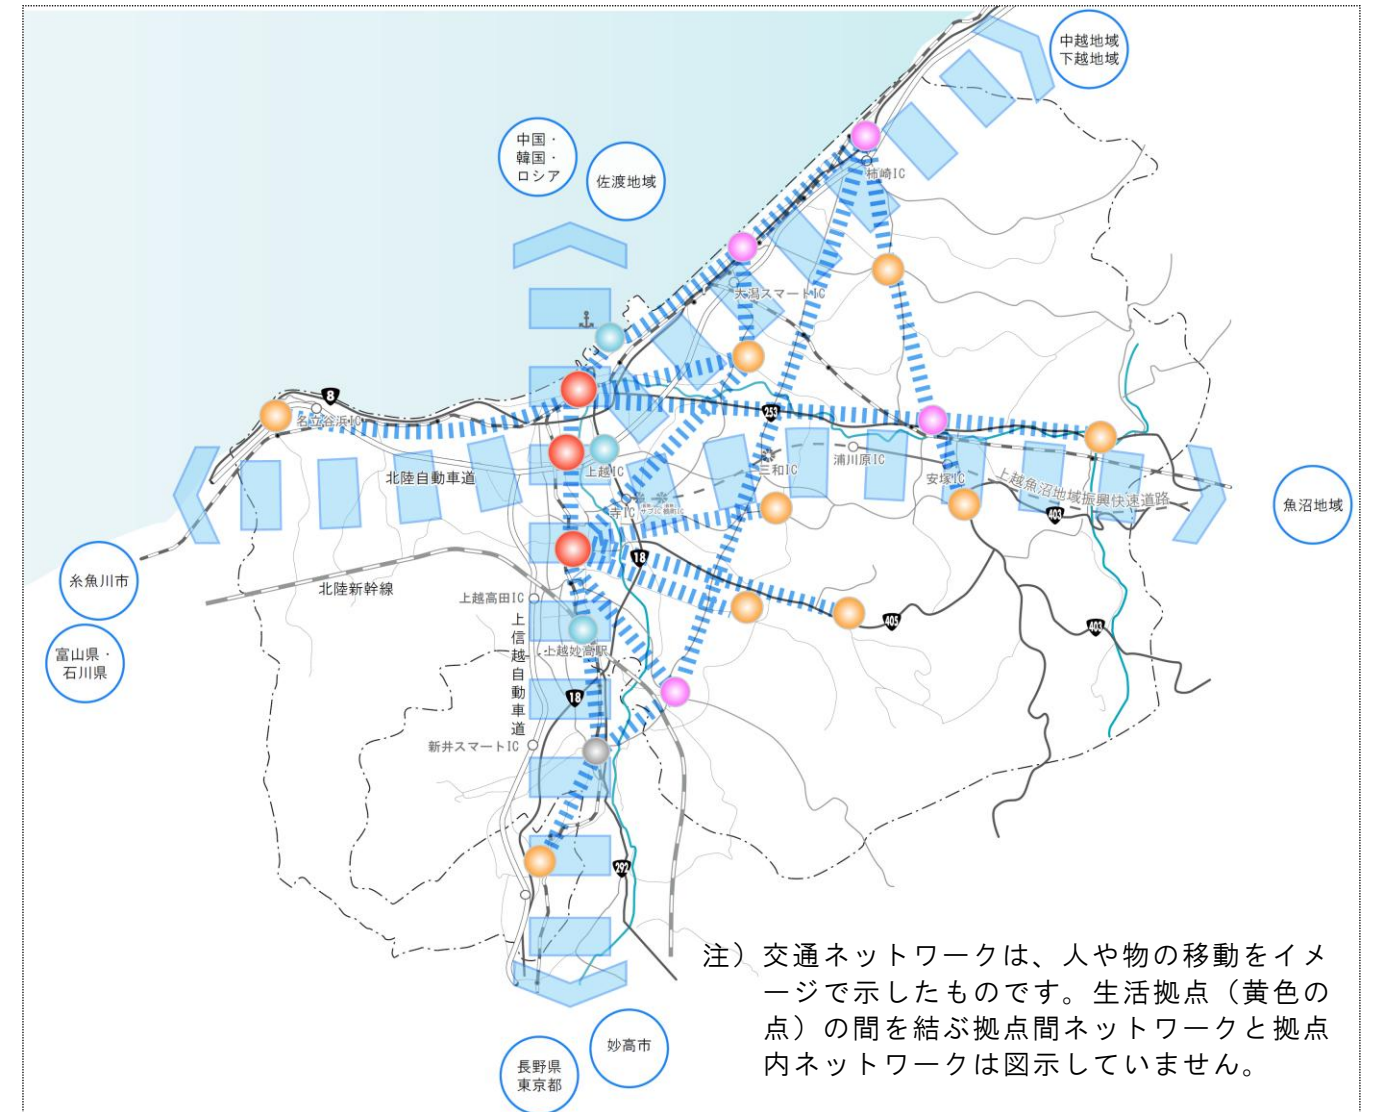 中越地域
下越地域
中国・
韓国・
ロシア
佐渡地域
柿崎IC
大潟スマートIC
8
名立谷浜IC
253
北陸自動車道
上越IC
三和IC
浦川原IC
安塚IC
上越魚沼地域振興快速道路
魚沼地域
寺IC
403
18
糸魚川市
北陸新幹線
上越高田IC
405
403
富山県・
石川県
上信越自動車道
上越妙高駅
18
新井スマートIC
292
注）交通ネットワークは、人や物の移動をイメ
ージで示したものです。生活拠点（黄色の
点）の間を結ぶ拠点間ネットワークと拠点
内ネットワークは図示していません。
妙高市
長野県
東京都